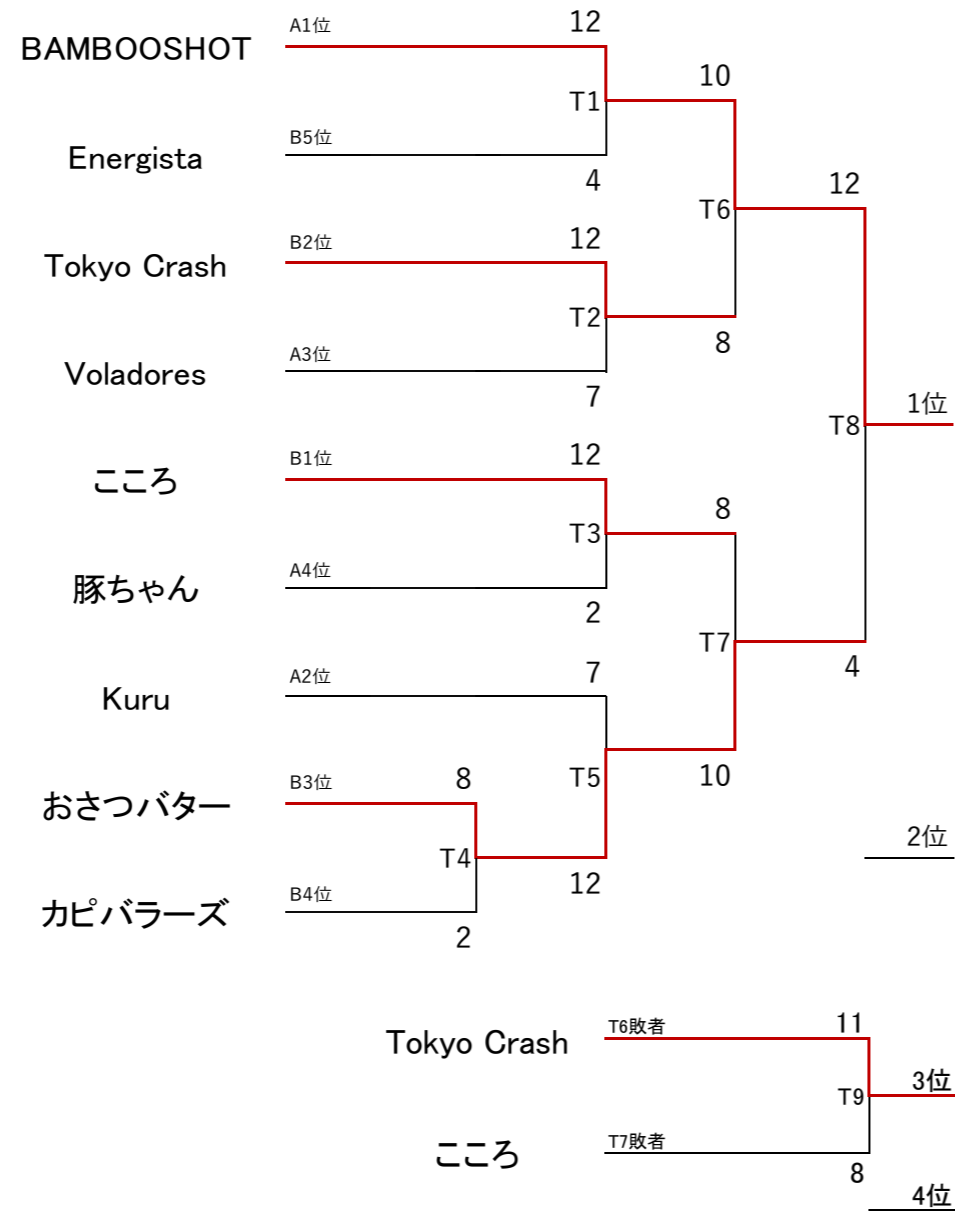 BAMBOOSHOT
A1位
12
T1
10
Energista
B5位
4
T6
12
Tokyo Crash
B2位
12
T2
8
Voladores
A3位
7
T8
1位
こころ
B1位
12
T3
8
豚ちゃん
A4位
2
T7
4
Kuru
A2位
7
T5
10
おさつバター
B3位
8
T4
12
2位
カピバラーズ
B4位
2
Tokyo Crash
T6敗者
11
T9
3位
こころ
T7敗者
8
4位